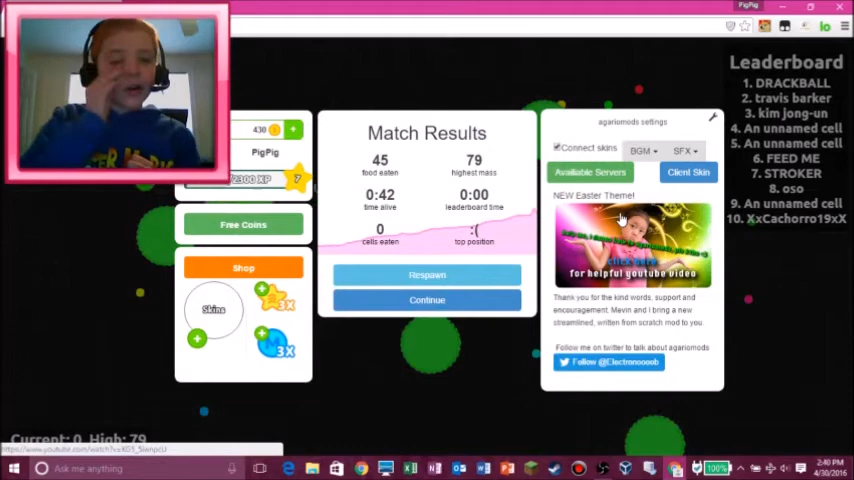 PigPig
Leaderboard
1. DRACKBALL
2. travis barker
3. kim jong-un
4. An unnamed cell
5. An unnamed cell
6. FEED ME
7. STROKER
8. oso
9. An unnamed cell
10. XxCachorro19xX
430
PigPig
/2300 XP
7
Free Coins
Shop
Skins
3X
3X
Match Results
45
food eaten
79
highest mass
0:42
time alive
0:00
leaderboard time
0
cells eaten
:(
top position
Respawn
Continue
agariomods settings
Connect skins
BGM
SFX
Available Servers
Client Skin
NEW Easter Theme!
click here
for helpful youtube video
Thank you for the kind words, support and
encouragement. Mevin and I bring a new
streamlined, written from scratch mod to you
Follow me on twitter to talk about agariomods
Follow @Electronoob
Current: 0, High: 79
Ask me anything
100%
2:40 PM
4/30/2016